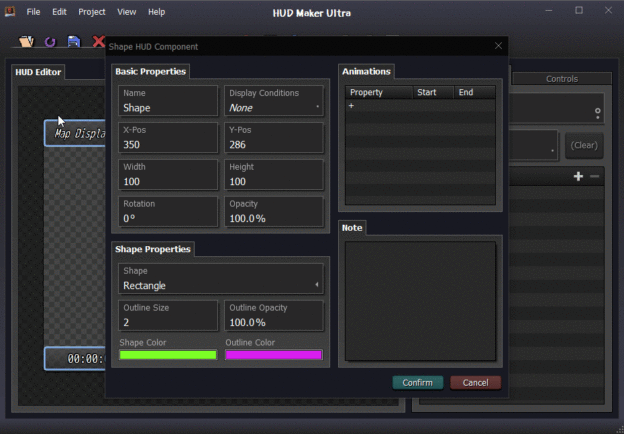 File Edit Project View Help
HUD Maker Ultra
Shape HUD Component
HUD Editor
Basic Properties
Animations
Controls
Name
Shape
Display Conditions
None
Property Start End
+
X-Pos
350
Y-Pos
286
Map Displa
(Clear)
Width
100
Height
100
Rotation
0°
Opacity
100.0%
Note
Shape Properties
Shape
Rectangle
Outline Size
2
Outline Opacity
100.0%
Shape Color
Outline Color
00:00:
Confirm
Cancel